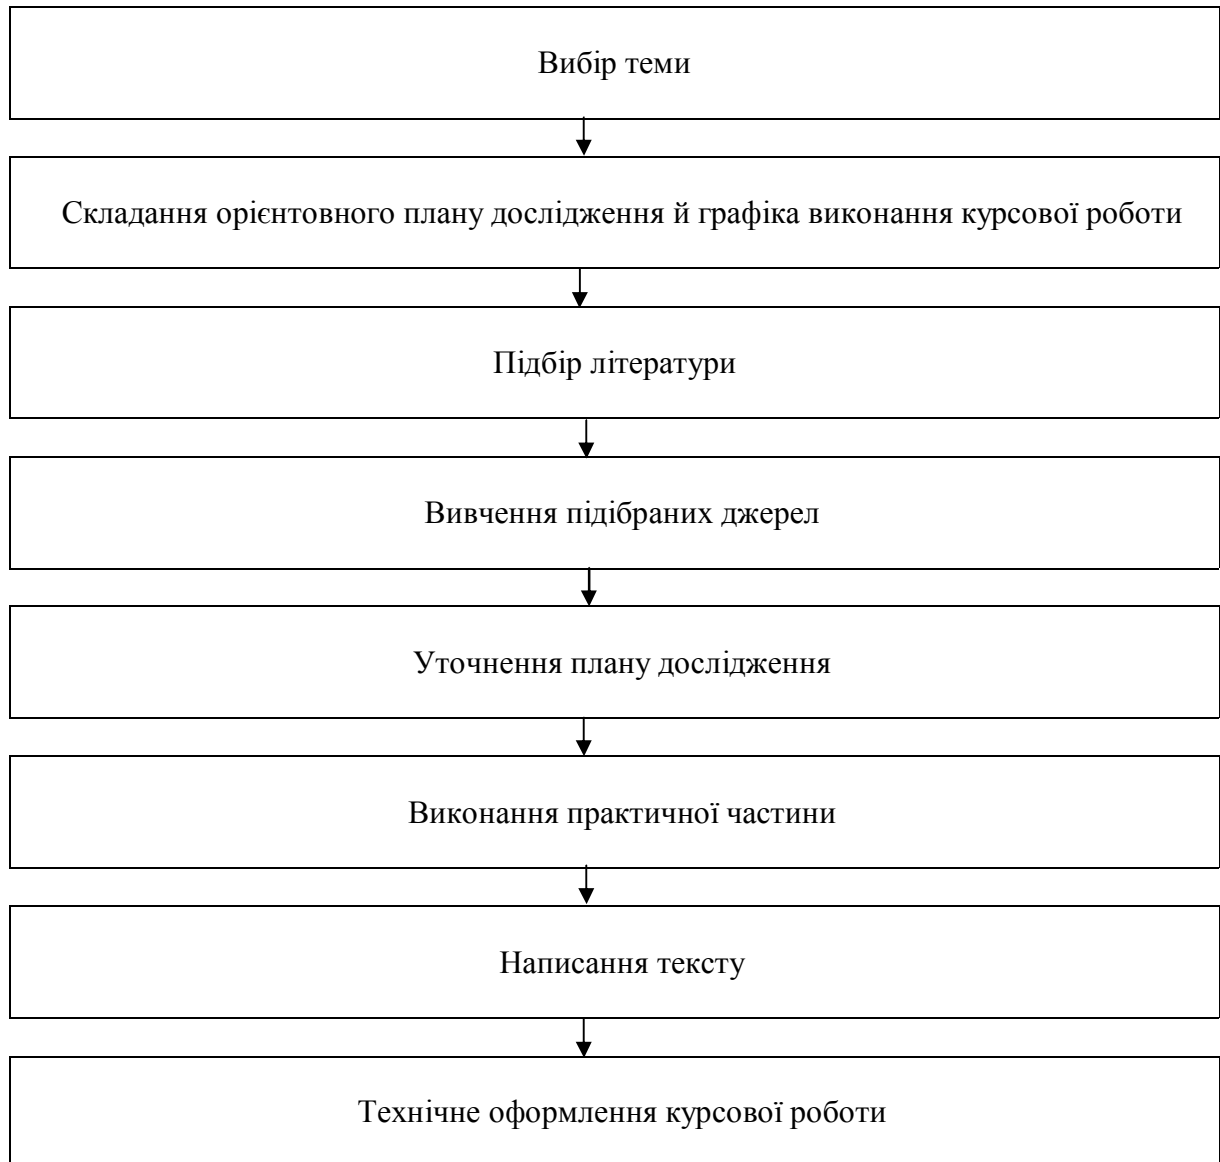 Вибір теми
Складання орієнтовного плану дослідження й графіка виконання курсової роботи
Підбір літератури
Вивчення підібраних джерел
Уточнення плану дослідження
Виконання практичної частини
Написання тексту
Технічне оформлення курсової роботи